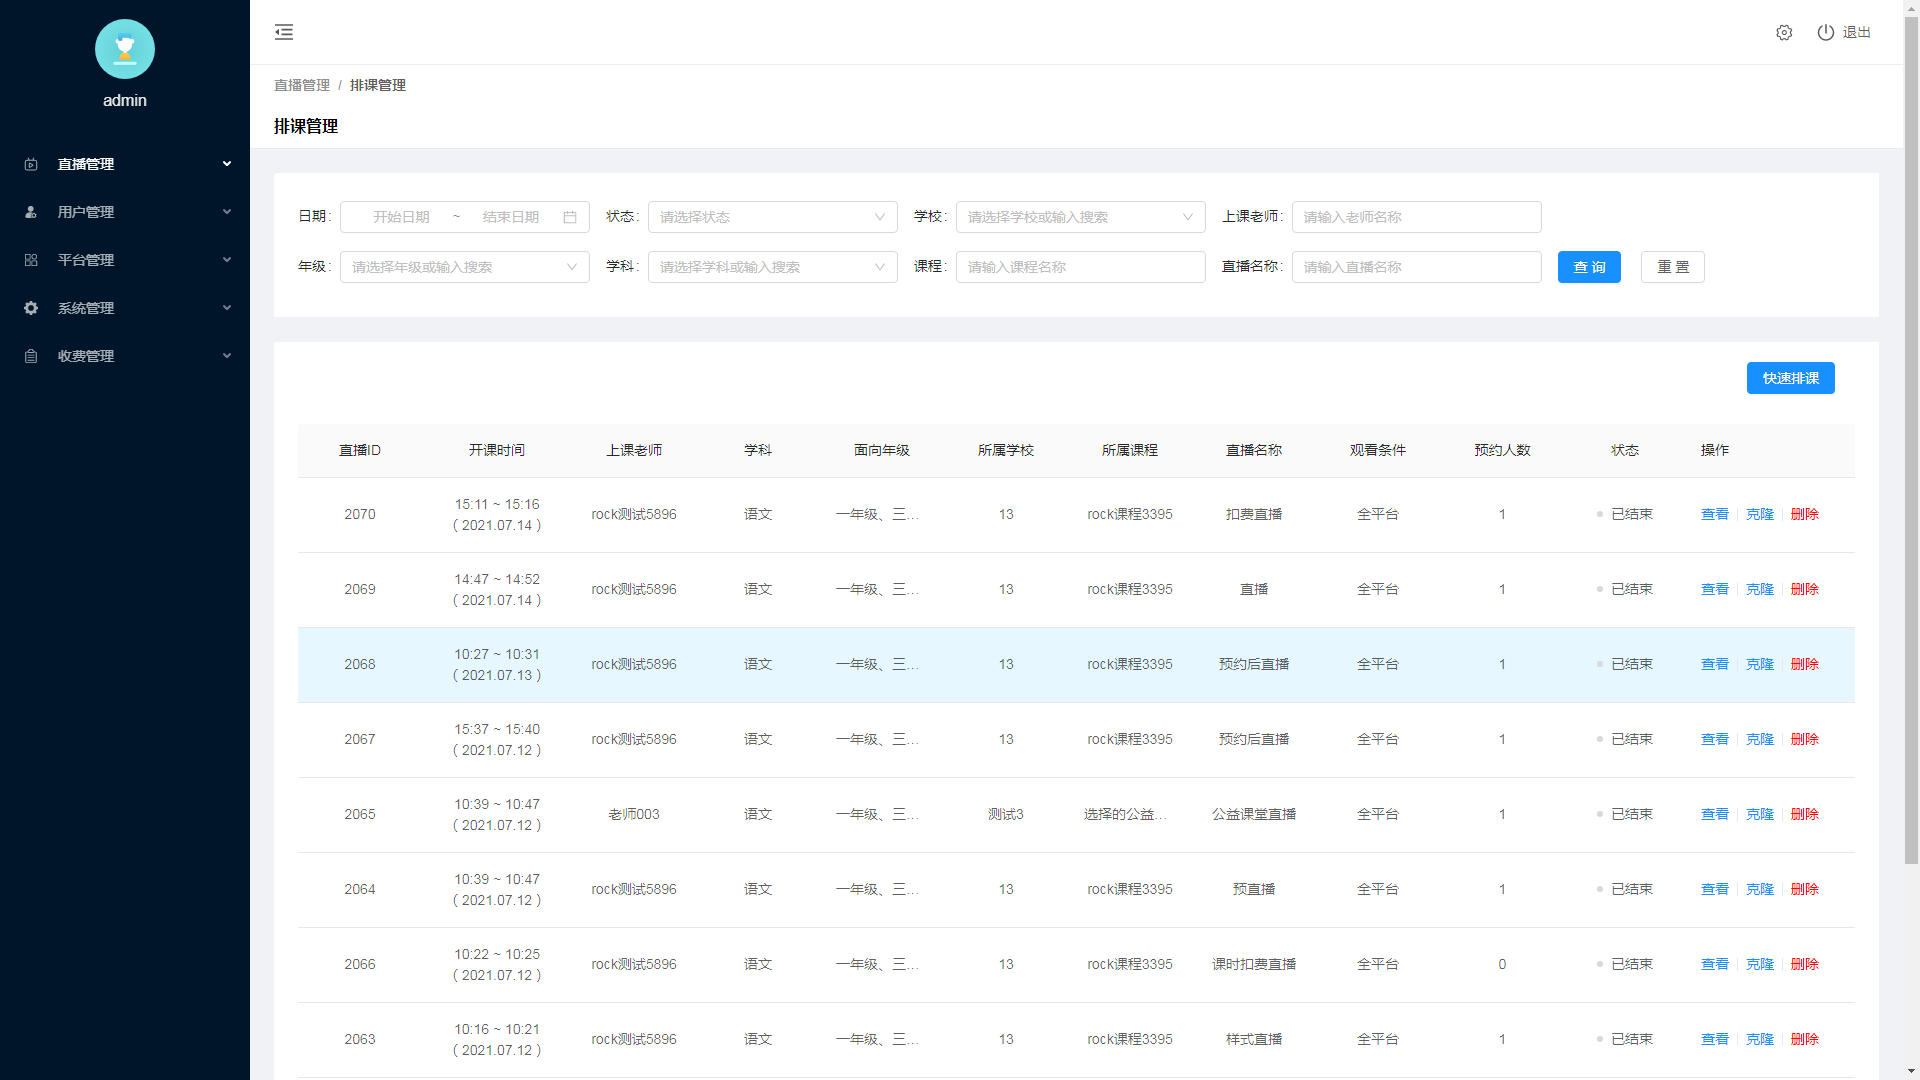 admin
直播管理
用户管理
平台管理
系统管理
收费管理
退出
直播管理 / 排课管理
排课管理
日期: 开始日期 ~ 结束日期 状态: 请选择状态 学校: 请选择学校或输入搜索 上课老师: 请输入老师名称
年级: 请选择年级或输入搜索 学科: 请选择学科或输入搜索 课程: 请输入课程名称 直播名称: 请输入直播名称 查 询 重 置
快速排课
直播ID 开课时间 上课老师 学科 面向年级 所属学校 所属课程 直播名称 观看条件 预约人数 状态 操作
2070 15:11 ~ 15:16 ( 2021.07.14 ) rock测试5896 语文 一年级、三... 13 rock课程3395 扣费直播 全平台 1 已结束 查看 克隆 删除
2069 14:47 ~ 14:52 ( 2021.07.14 ) rock测试5896 语文 一年级、三... 13 rock课程3395 直播 全平台 1 已结束 查看 克隆 删除
2068 10:27 ~ 10:31 ( 2021.07.13 ) rock测试5896 语文 一年级、三... 13 rock课程3395 预约后直播 全平台 1 已结束 查看 克隆 删除
2067 15:37 ~ 15:40 ( 2021.07.12 ) rock测试5896 语文 一年级、三... 13 rock课程3395 预约后直播 全平台 1 已结束 查看 克隆 删除
2065 10:39 ~ 10:47 ( 2021.07.12 ) 老师003 语文 一年级、三... 测试3 选择的公益... 公益课堂直播 全平台 1 已结束 查看 克隆 删除
2064 10:39 ~ 10:47 ( 2021.07.12 ) rock测试5896 语文 一年级、三... 13 rock课程3395 预直播 全平台 1 已结束 查看 克隆 删除
2066 10:22 ~ 10:25 ( 2021.07.12 ) rock测试5896 语文 一年级、三... 13 rock课程3395 课时扣费直播 全平台 0 已结束 查看 克隆 删除
2063 10:16 ~ 10:21 ( 2021.07.12 ) rock测试5896 语文 一年级、三... 13 rock课程3395 样式直播 全平台 1 已结束 查看 克隆 删除